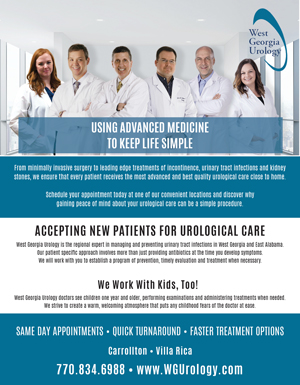 West
Georgia
Urology
USING ADVANCED MEDICINE
TO KEEP LIFE SIMPLE
From minimally invasive surgery to leading edge treatments of incontinence, urinary tract infections and kidney
stones, we ensure that every patient receives the most advanced and best quality urological care close to home.
Schedule your appointment today at one of our convenient locations and discover why
gaining peace of mind about your urological care can be a simple procedure.
ACCEPTING NEW PATIENTS FOR UROLOGICAL CARE
West Georgia Urology is the regional expert in managing and preventing urinary tract infections in West Georgia and East Alabama.
Our patient specific approach involves more than just providing antibiotics at the time you develop symptoms.
We will work with you to establish a program of prevention, timely evaluation and treatment when necessary.
We Work With Kids, Too!
West Georgia Urology doctors see children one year and older, performing examinations and administering treatments when needed.
We strive to create a warm, welcoming atmosphere that puts any childhood fears of the doctor at ease.
SAME DAY APPOINTMENTS • QUICK TURNAROUND • FASTER TREATMENT OPTIONS
Carrollton • Villa Rica
770.834.6988 • www.WGUrology.com